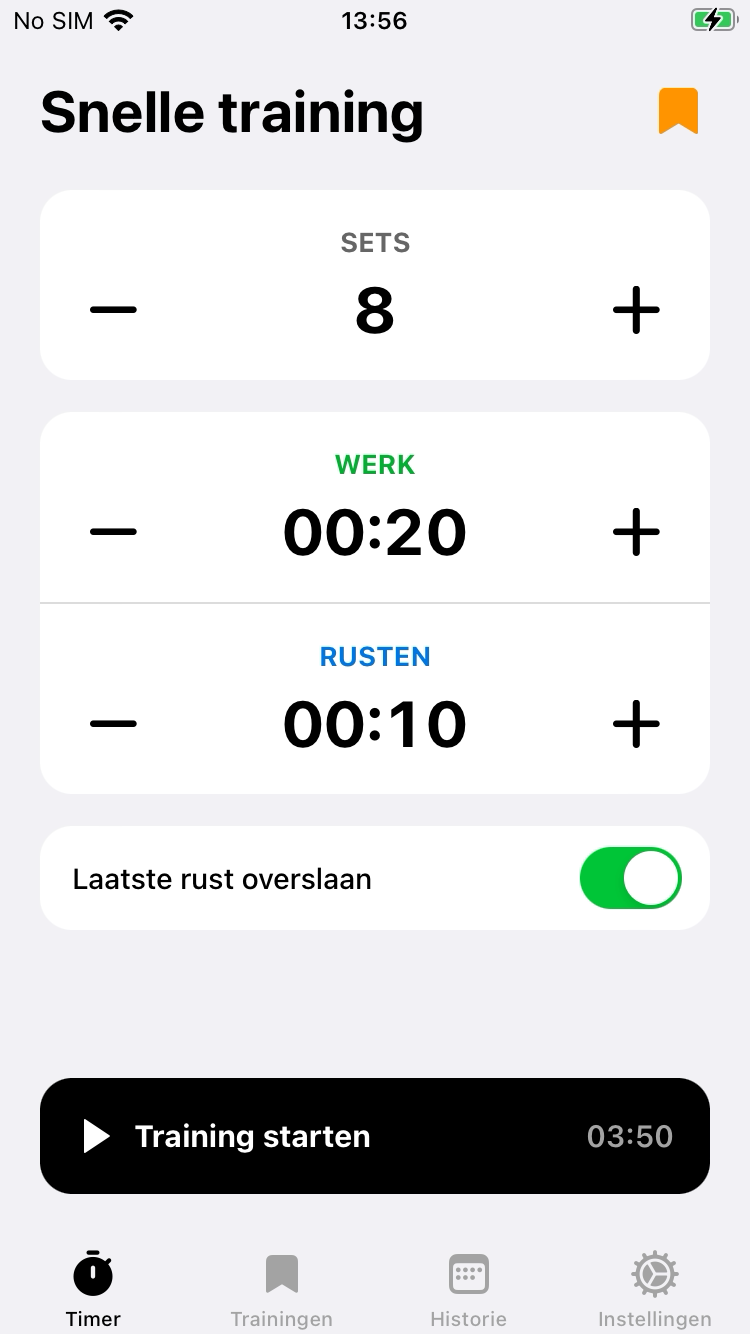 No SIM 13:56
Snelle training
SETS
8
WERK
00:20
RUSTEN
00:10
Laatste rust overslaan
Training starten 03:50
Timer Trainingen Historie Instellingen